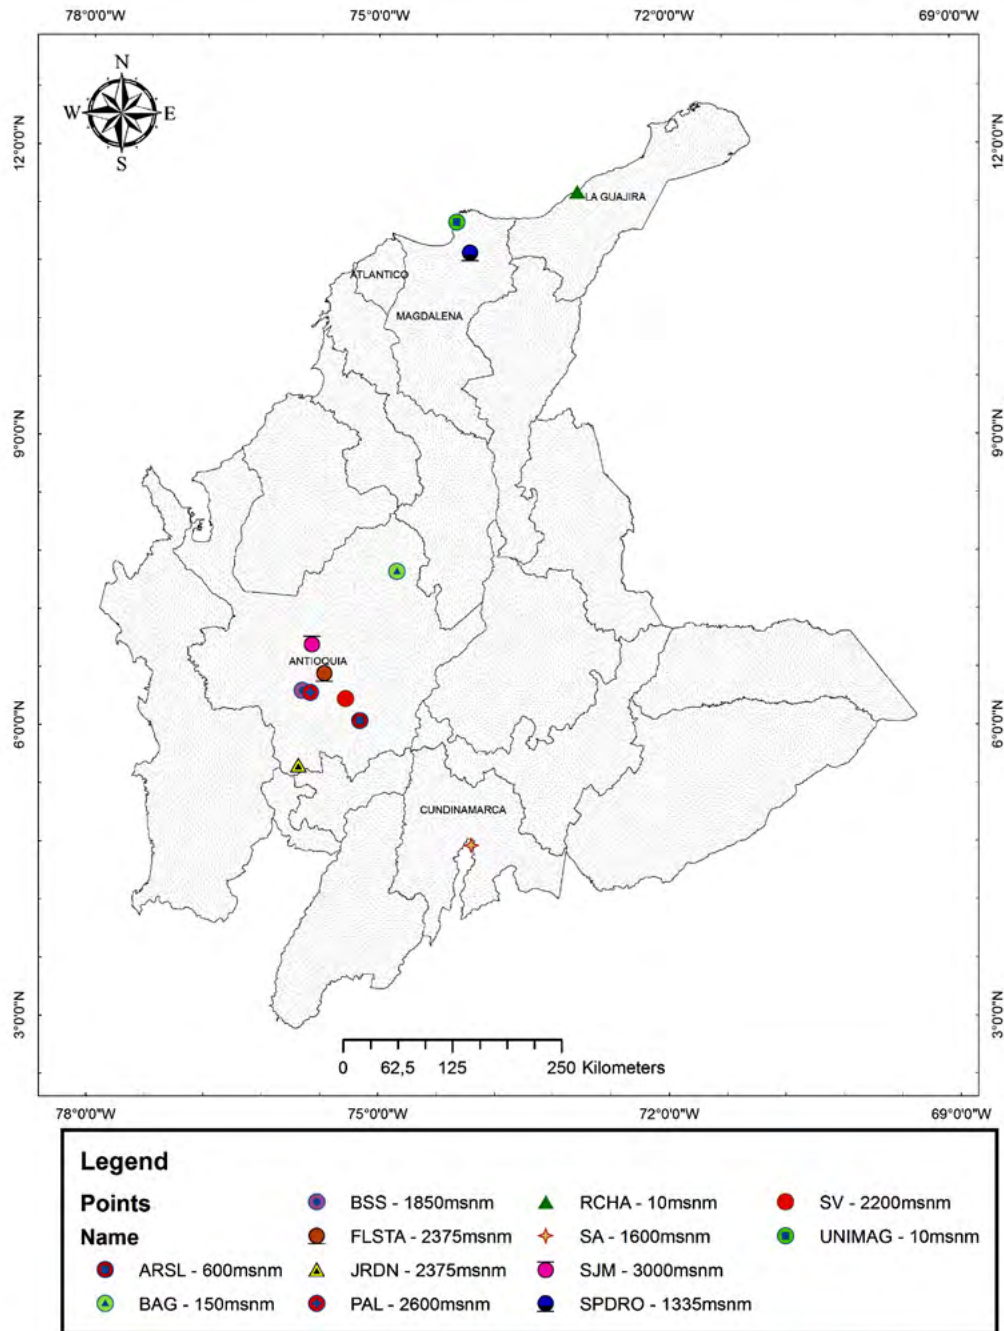 78°0'0"W 75°0'0"W 72°0'0"W 69°0'0"W
N
W E
S
12°0'0"N 12°0'0"N
LA GUAJIRA
ATLANTICO
MAGDALENA
9°0'0"N 9°0'0"N
ANTIOQUIA
6°0'0"N 6°0'0"N
CUNDINAMARCA
3°0'0"N 3°0'0"N
0 62,5 125 250 Kilometers
78°0'0"W 75°0'0"W 72°0'0"W 69°0'0"W
Legend
Points
Name
ARSL - 600msnm
BAG - 150msnm
BSS - 1850msnm
FLSTA - 2375msnm
JRDN - 2375msnm
PAL - 2600msnm
RCHA - 10msnm
SA - 1600msnm
SJM - 3000msnm
SPDRO - 1335msnm
SV - 2200msnm
UNIMAG - 10msnm